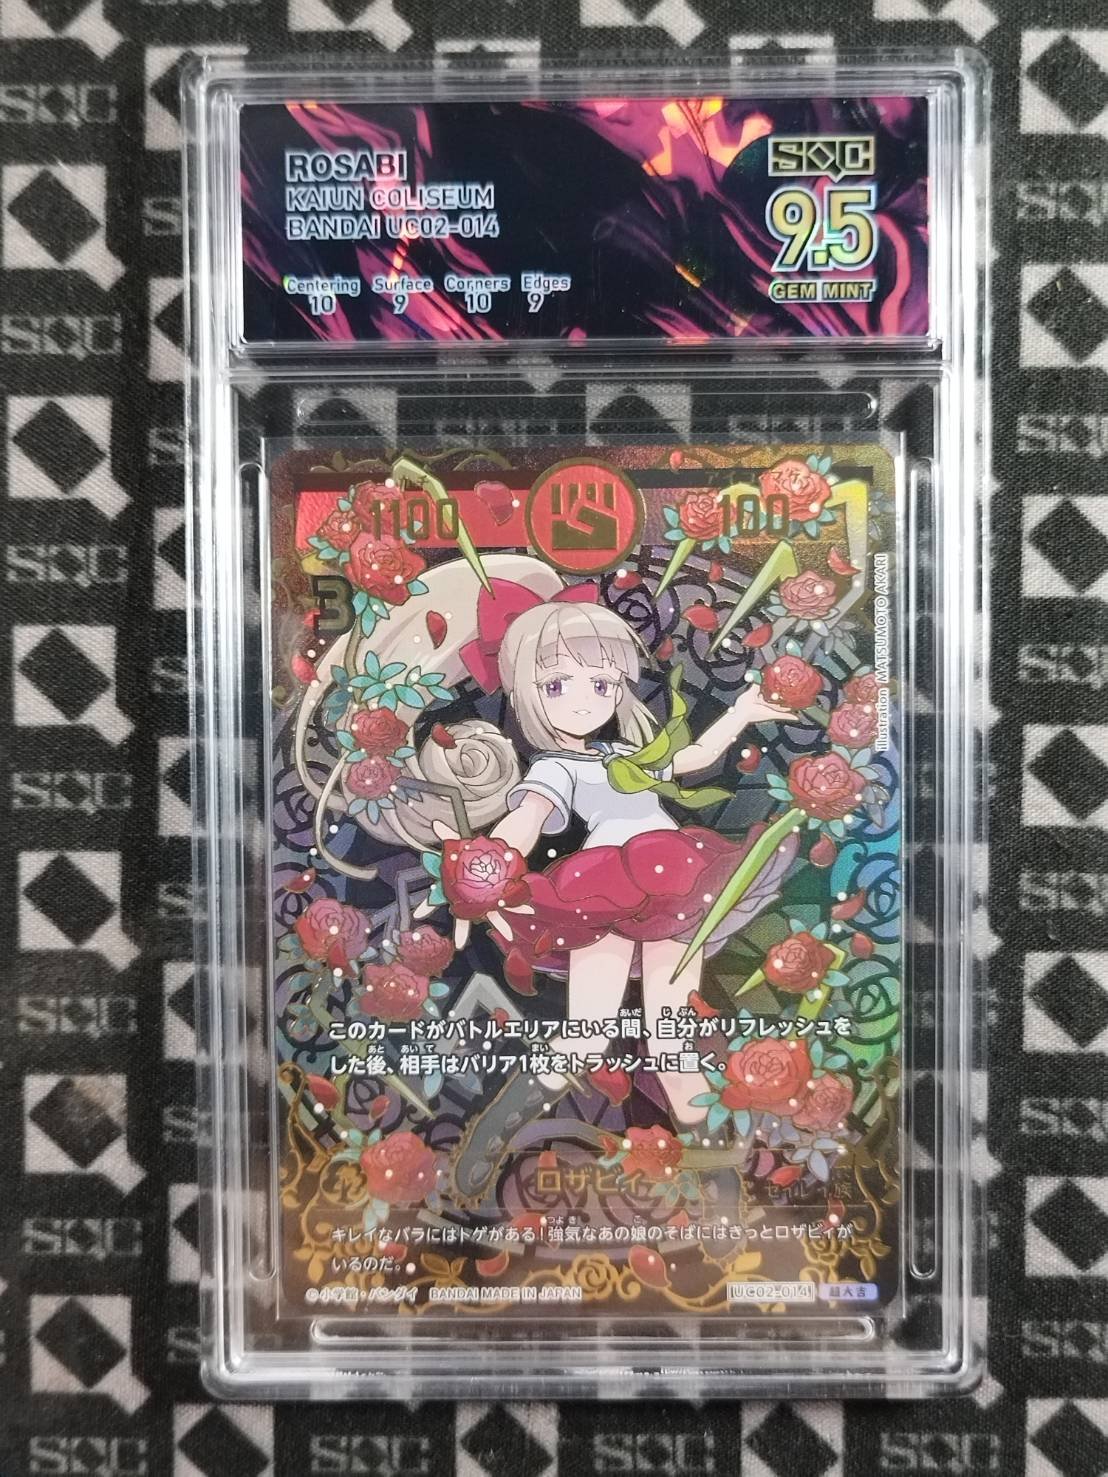 ROSABI
KAIUN COLISEUM
BANDAI UC02-014
Centering Surface Corners Edges
10 9 10 9
SQC
9.5
GEM MINT
1100
100
3
illustration MATSUMOTO AKARI
このカードがバトルエリアにいる間、自分がリフレッシュを
した後、相手はバリア1枚をトラッシュに置く。
ロザビィ
セイレイ族
キレイなバラにはトゲがある！強気なあの娘のそばにはきっとロザビィが
いるのだ。
©小学館・バンダイ BANDAI MADE IN JAPAN
UC02-014 超大吉